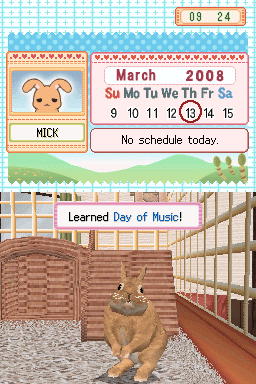 09 24
March 2008
Su Mo Tu We Th Fr Sa
9 10 11 12 13 14 15
MICK
No schedule today.
Learned Day of Music!